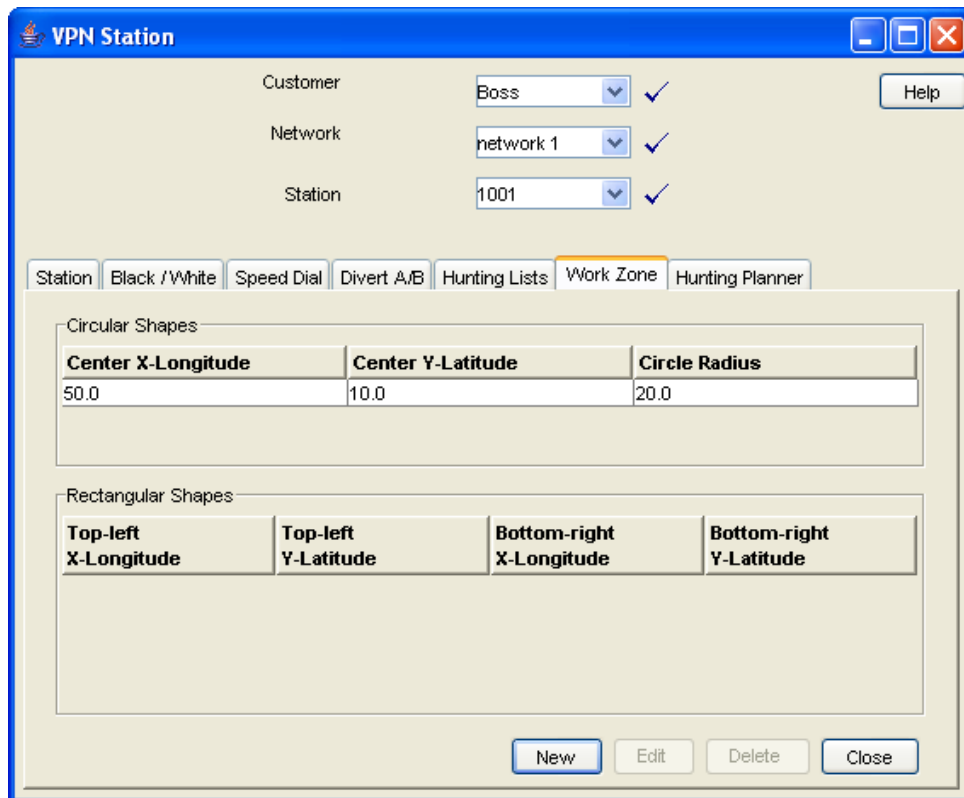 VPN Station
Customer Boss Help
Network network 1
Station 1001
Station Black / White Speed Dial Divert A/B Hunting Lists Work Zone Hunting Planner
Circular Shapes
Center X-Longitude Center Y-Latitude Circle Radius
50.0 10.0 20.0
Rectangular Shapes
Top-left Top-left Bottom-right Bottom-right
X-Longitude Y-Latitude X-Longitude Y-Latitude
New Edit Delete Close